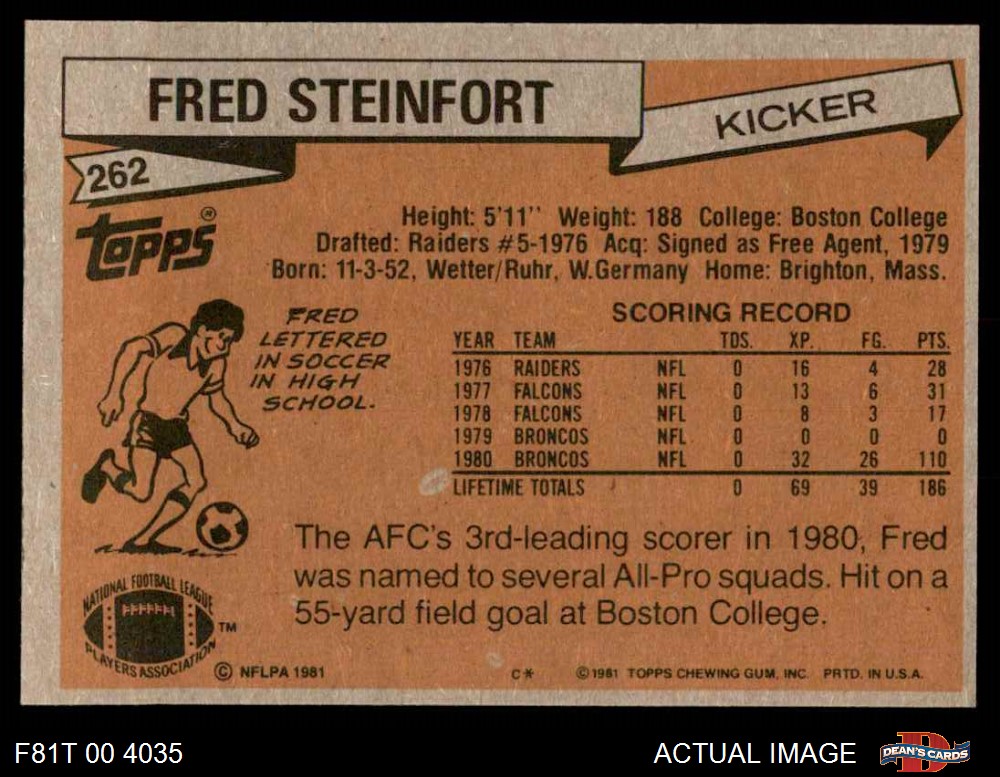 FRED STEINFORT
KICKER
262
Topps®
Height: 5'11" Weight: 188 College: Boston College
Drafted: Raiders #5-1976 Acq: Signed as Free Agent, 1979
Born: 11-3-52, Wetter/Ruhr, W.Germany Home: Brighton, Mass.
FRED
LETTERED
IN SOCCER
IN HIGH
SCHOOL.
SCORING RECORD
YEAR TEAM TDS. XP. FG. PTS.
1976 RAIDERS NFL 0 16 4 28
1977 FALCONS NFL 0 13 6 31
1978 FALCONS NFL 0 8 3 17
1979 BRONCOS NFL 0 0 0 0
1980 BRONCOS NFL 0 32 26 110
LIFETIME TOTALS 0 69 39 186
The AFC's 3rd-leading scorer in 1980, Fred
was named to several All-Pro squads. Hit on a
55-yard field goal at Boston College.
NATIONAL FOOTBALL LEAGUE
PLAYERS ASSOCIATION
TM
© NFLPA 1981
C*
©1981 TOPPS CHEWING GUM, INC. PRTD. IN U.S.A.
F81T 00 4035
ACTUAL IMAGE
D
DEAN'S CARDS